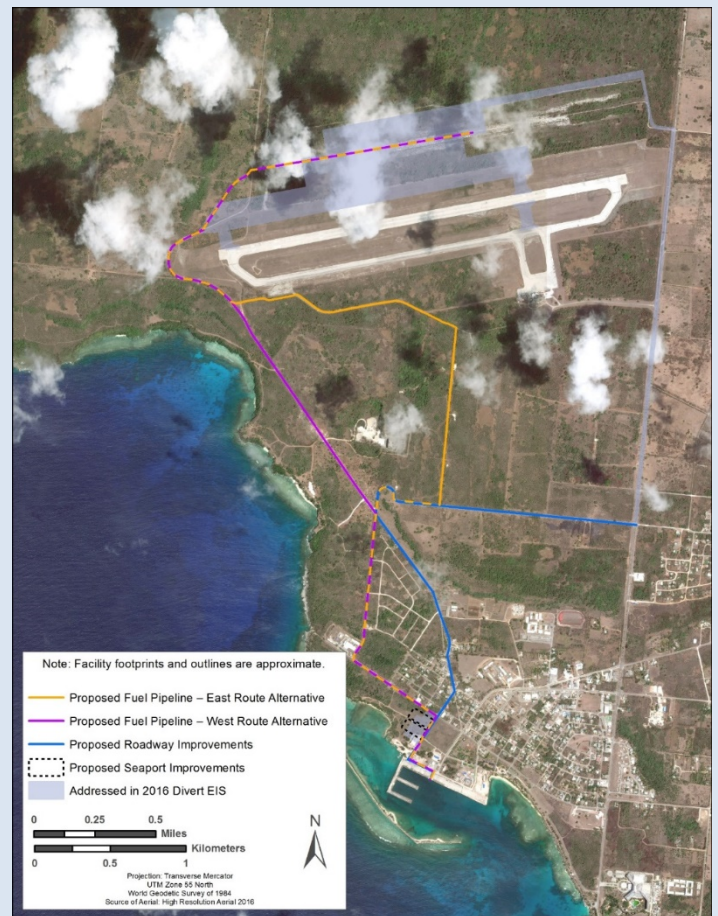 Note: Facility footprints and outlines are approximate.
Proposed Fuel Pipeline – East Route Alternative
Proposed Fuel Pipeline – West Route Alternative
Proposed Roadway Improvements
Proposed Seaport Improvements
Addressed in 2016 Divert EIS
0 0.25 0.5
Miles
Kilometers
0 0.5 1
N
Projection: Transverse Mercator
UTM Zone 55 North
World Geodetic Survey of 1984
Source of Aerial: High Resolution Aerial 2016